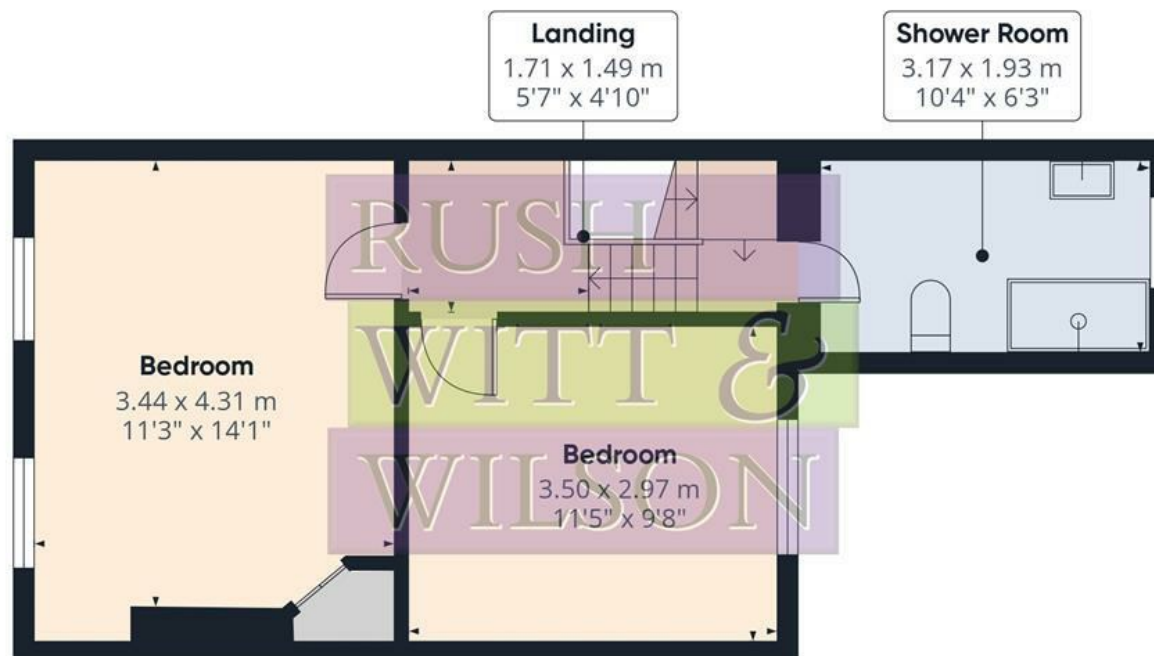 Landing
1.71 x 1.49 m
5'7" x 4'10"
Shower Room
3.17 x 1.93 m
10'4" x 6'3"
RUSH
WITT &
WILSON
Bedroom
3.44 x 4.31 m
11'3" x 14'1"
Bedroom
3.50 x 2.97 m
11'5" x 9'8"